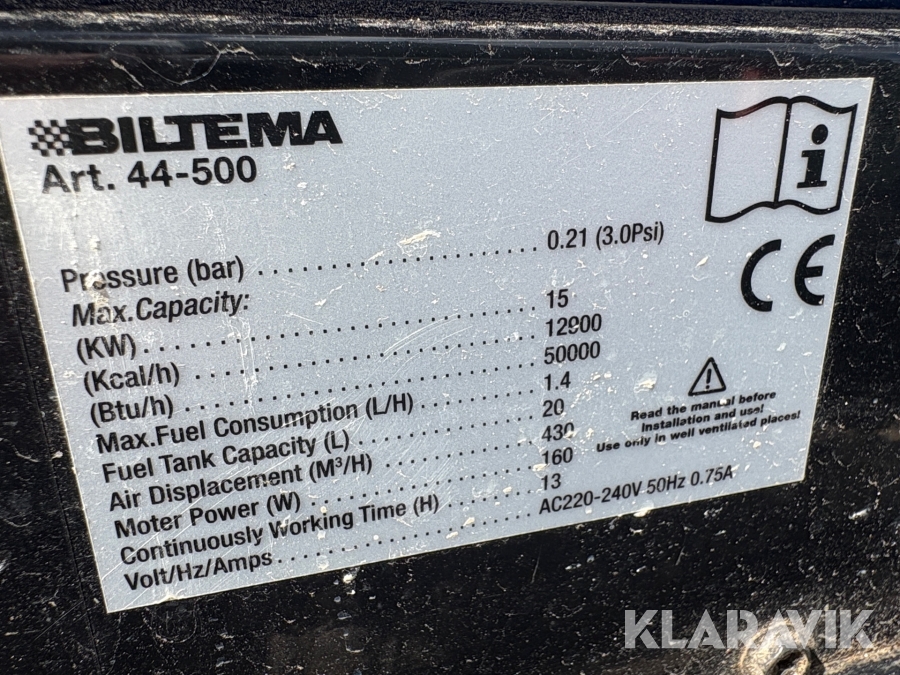 BILTEMA
Art. 44-500
Pressure (bar) 0.21 (3.0Psi)
Max.Capacity:
(KW) 15
(Kcal/h) 12900
(Btu/h) 50000
Max.Fuel Consumption (L/H) 1.4
Fuel Tank Capacity (L) 20
Air Displacement (M³/H) 430
Moter Power (W) 160
Continuously Working Time (H) 13
Volt/Hz/Amps AC220-240V 50Hz 0.75A
CE
Read the manual before
Installation and use!
Use only in well ventilated places!
KLARAVIK